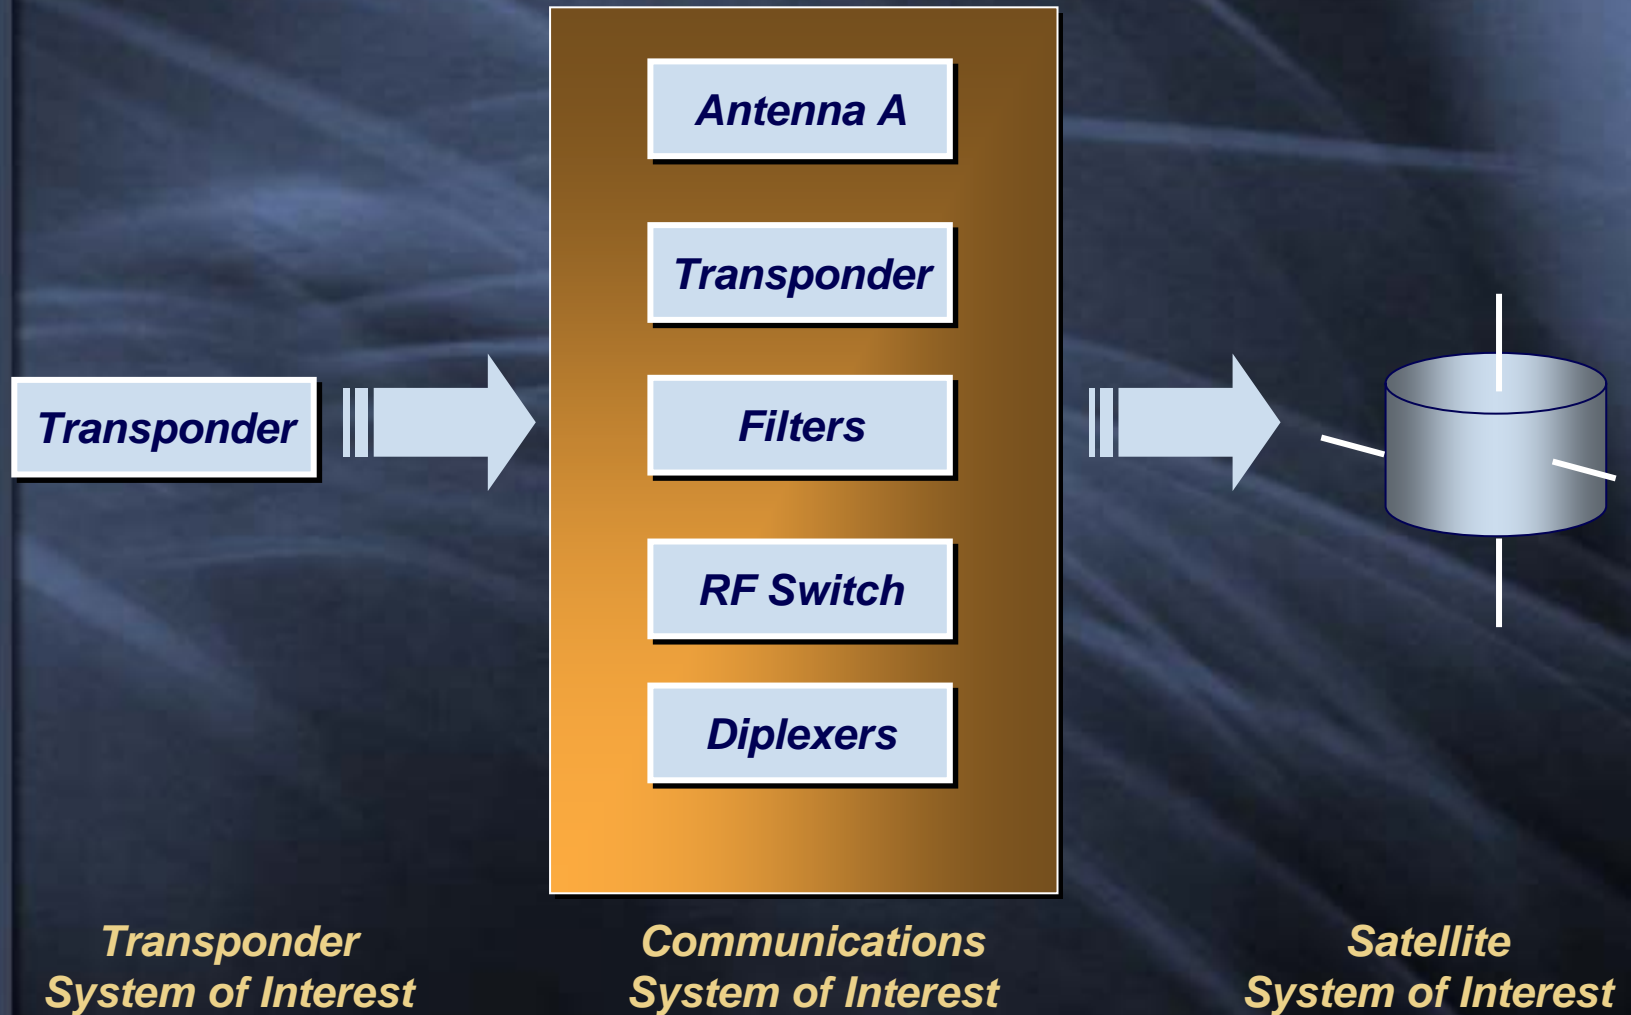 Antenna A
Transponder
Filters
RF Switch
Diplexers
Transponder
Transponder
System of Interest
Communications
System of Interest
Satellite
System of Interest